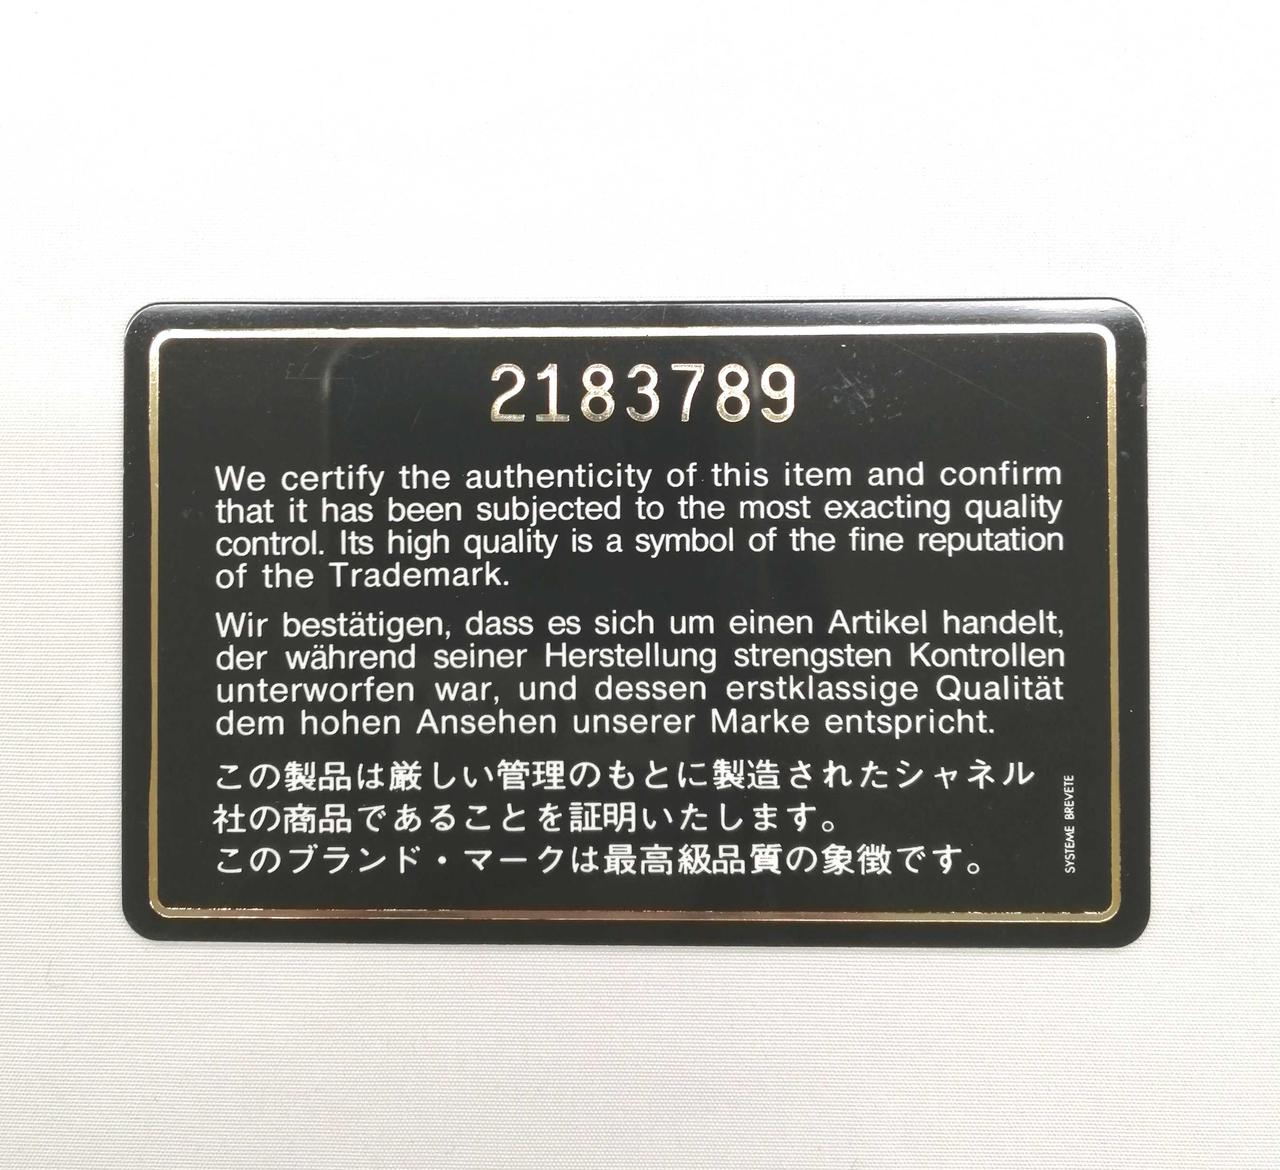 2183789
We certify the authenticity of this item and confirm
that it has been subjected to the most exacting quality
control. Its high quality is a symbol of the fine reputation
of the Trademark.
Wir bestätigen, dass es sich um einen Artikel handelt,
der während seiner Herstellung strengsten Kontrollen
unterworfen war, und dessen erstklassige Qualität
dem hohen Ansehen unserer Marke entspricht.
この製品は厳しい管理のもとに製造されたシャネル
社の商品であることを証明いたします。
このブランド・マークは最高級品質の象徴です。
SYSTEME BREVETE